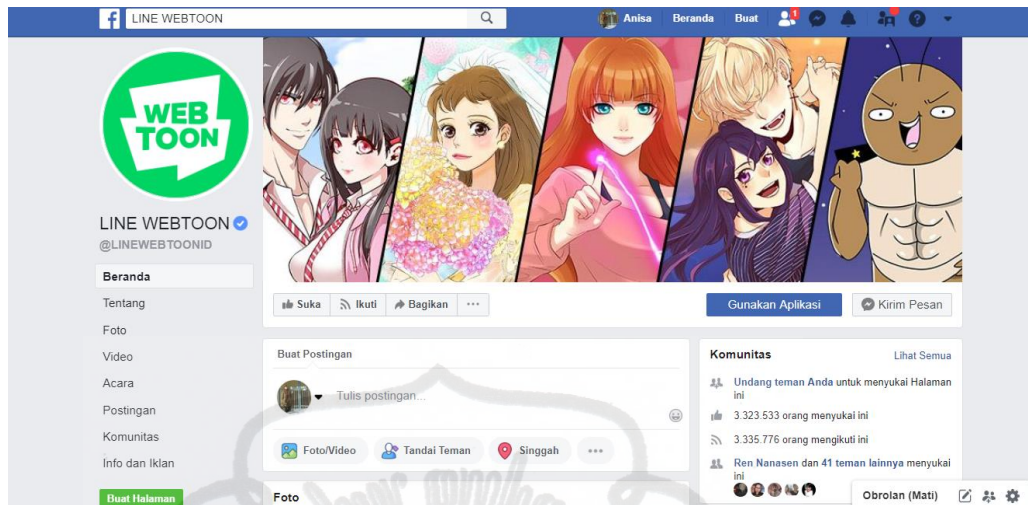 LINE WEBTOON
Anisa Beranda Buat 1
WEB
TOON
LINE WEBTOON
@LINEWEBTOONID
Beranda
Tentang
Foto
Video
Acara
Postingan
Komunitas
Info dan Iklan
Buat Halaman
Suka Ikuti Bagikan
Gunakan Aplikasi Kirim Pesan
Buat Postingan
Tulis postingan...
Foto/Video Tandai Teman Singgah
Foto
Komunitas Lihat Semua
Undang teman Anda untuk menyukai Halaman
ini
3.323.533 orang menyukai ini
3.335.776 orang mengikuti ini
Ren Nanasen dan 41 teman lainnya menyukai
ini
Obrolan (Mati)